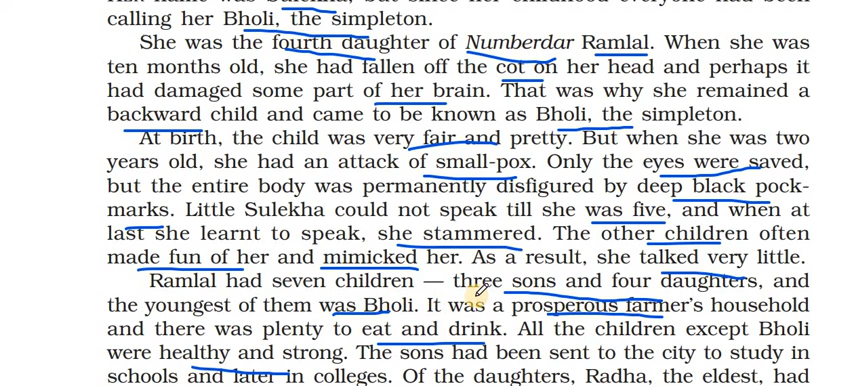 name was Sulekha, but since her childhood everyone had been
calling her Bholi, the simpleton.
She was the fourth daughter of Numberdar Ramlal. When she was
ten months old, she had fallen off the cot on her head and perhaps it
had damaged some part of her brain. That was why she remained a
backward child and came to be known as Bholi, the simpleton.
At birth, the child was very fair and pretty. But when she was two
years old, she had an attack of small-pox. Only the eyes were saved,
but the entire body was permanently disfigured by deep black pock-
marks. Little Sulekha could not speak till she was five, and when at
last she learnt to speak, she stammered. The other children often
made fun of her and mimicked her. As a result, she talked very little.
Ramlal had seven children — three sons and four daughters, and
the youngest of them was Bholi. It was a prosperous farmer's household
and there was plenty to eat and drink. All the children except Bholi
were healthy and strong. The sons had been sent to the city to study in
schools and later in colleges. Of the daughters, Radha, the eldest, had